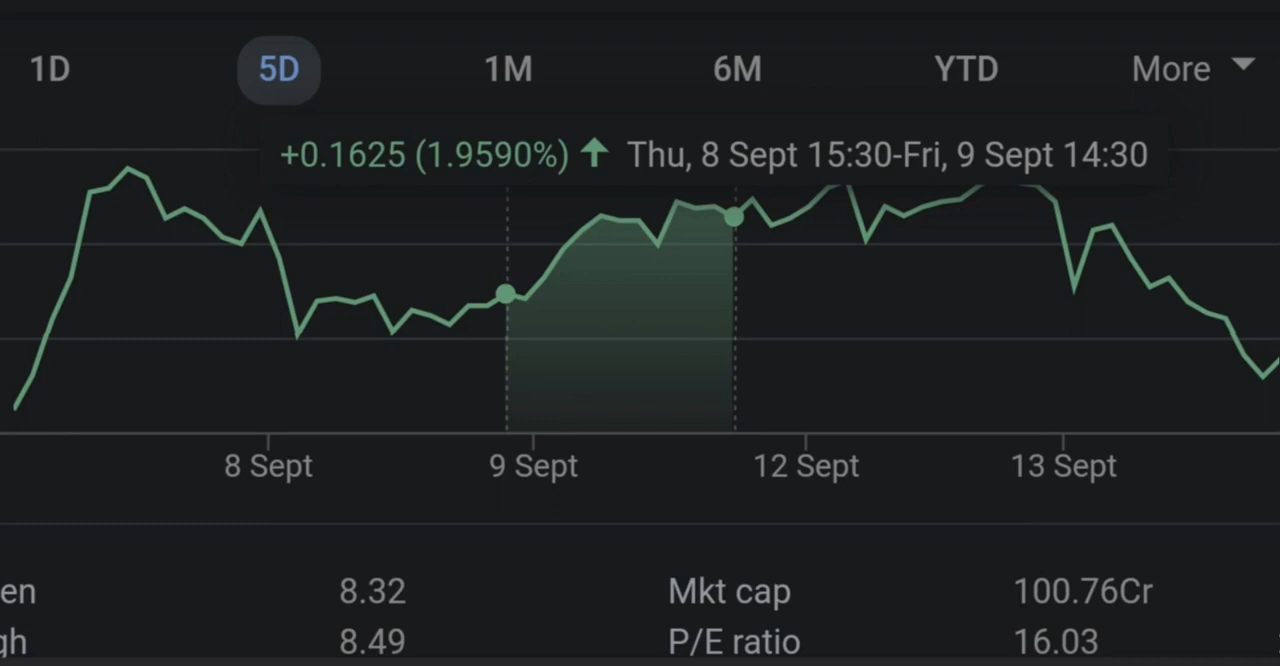 1D 5D 1M 6M YTD More
+0.1625 (1.9590%) ↑ Thu, 8 Sept 15:30-Fri, 9 Sept 14:30
8 Sept 9 Sept 12 Sept 13 Sept
en 8.32 Mkt cap 100.76Cr
gh 8.49 P/E ratio 16.03